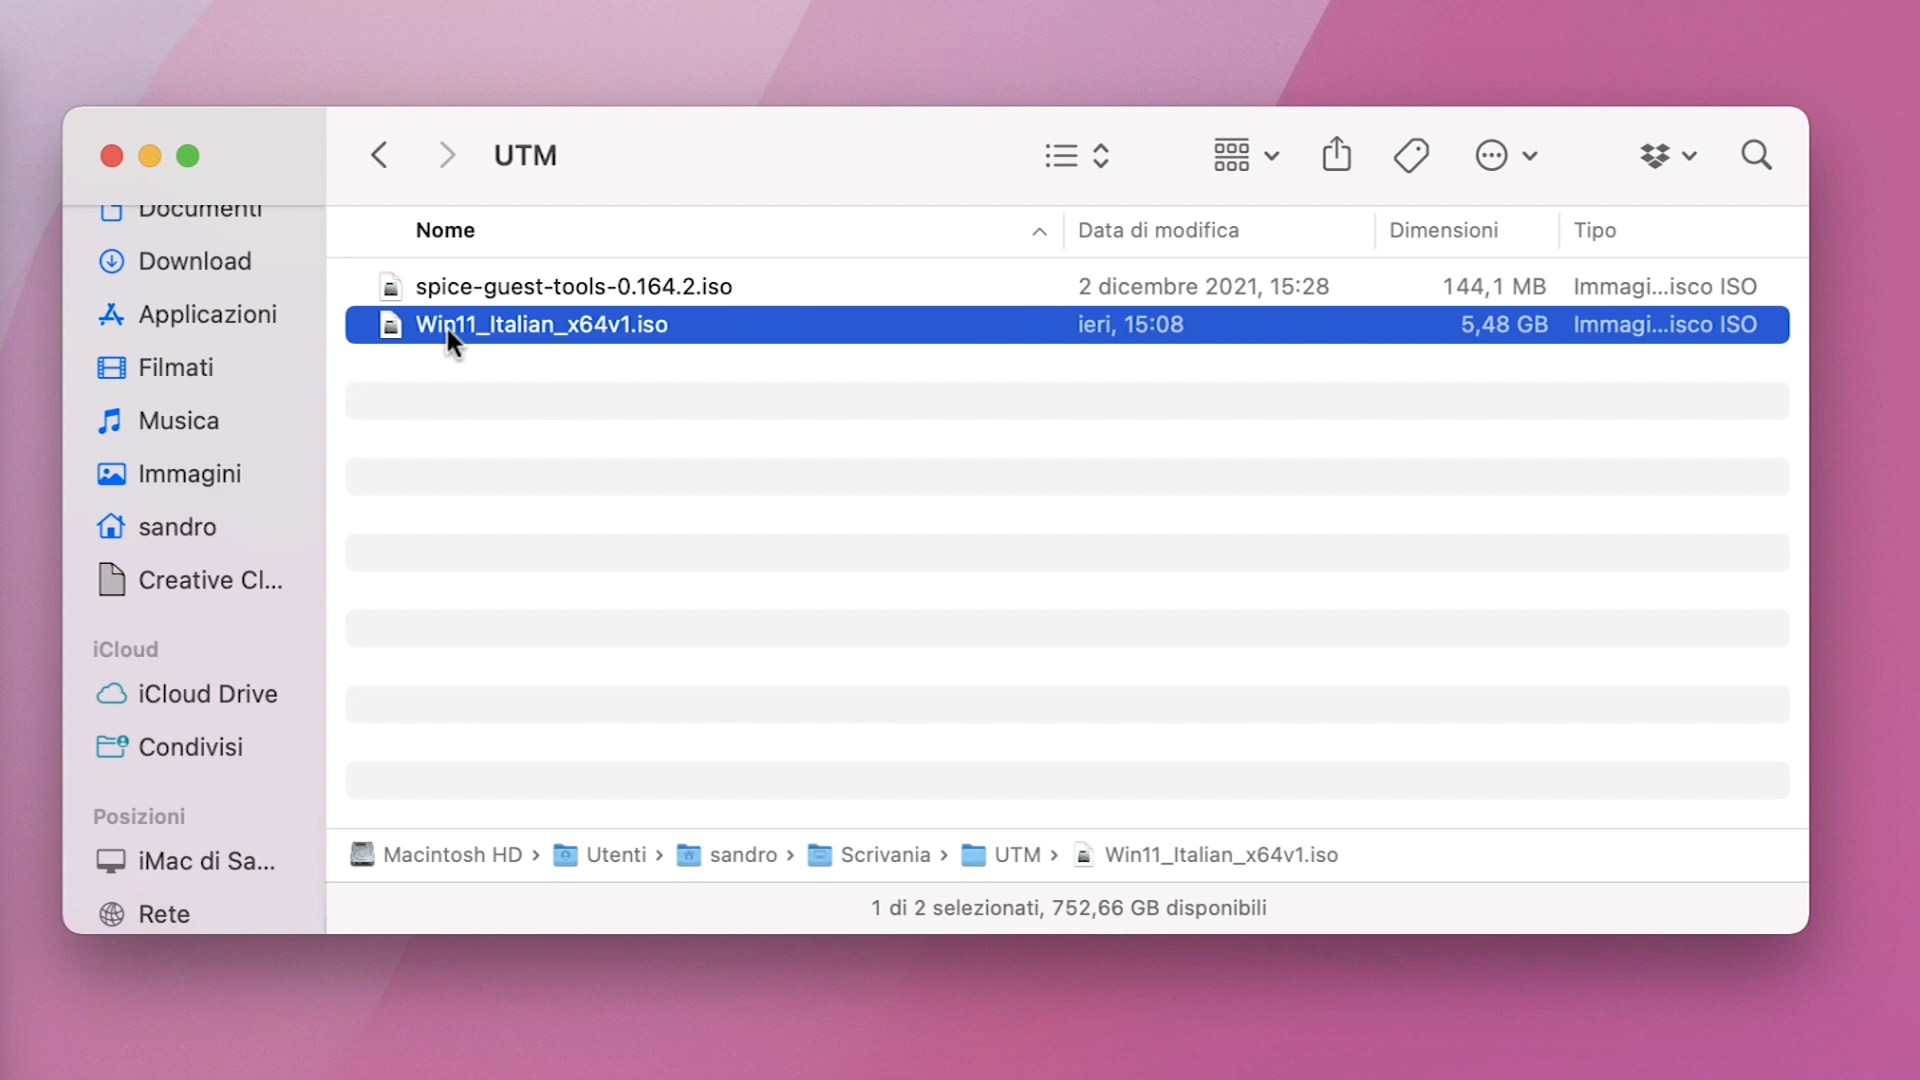 UTM
Documenti
Download
Applicazioni
Filmati
Musica
Immagini
sandro
Creative Cl...
iCloud
iCloud Drive
Condivisi
Posizioni
iMac di Sa...
Rete
Nome Data di modifica Dimensioni Tipo
spice-guest-tools-0.164.2.iso 2 dicembre 2021, 15:28 144,1 MB Immagi...isco ISO
Win11_Italian_x64v1.iso ieri, 15:08 5,48 GB Immagi...isco ISO
Macintosh HD › Utenti › sandro › Scrivania › UTM › Win11_Italian_x64v1.iso
1 di 2 selezionati, 752,66 GB disponibili